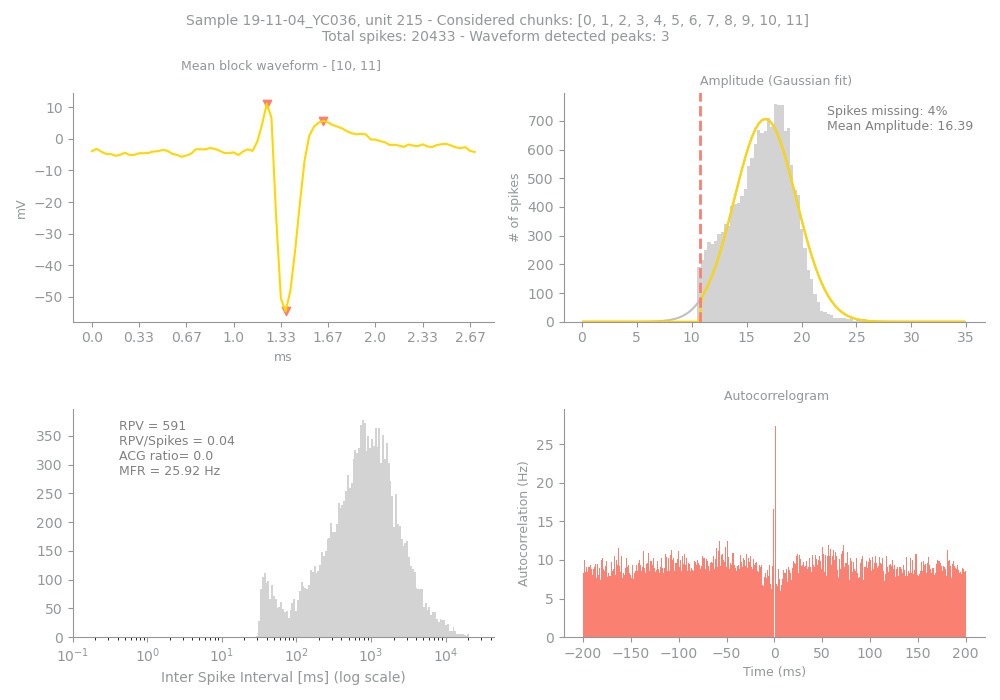 Sample 19-11-04_YC036, unit 215 - Considered chunks: [0, 1, 2, 3, 4, 5, 6, 7, 8, 9, 10, 11]
Total spikes: 20433 - Waveform detected peaks: 3
Mean block waveform - [10, 11]
10
0
−10
−20
−30
−40
−50
mV
0.0 0.33 0.67 1.0 1.33 1.67 2.0 2.33 2.67
ms
Amplitude (Gaussian fit)
Spikes missing: 4%
Mean Amplitude: 16.39
700
600
500
400
300
200
100
0
# of spikes
0 5 10 15 20 25 30 35
RPV = 591
RPV/Spikes = 0.04
ACG ratio= 0.0
MFR = 25.92 Hz
350
300
250
200
150
100
50
0
10⁻¹ 10⁰ 10¹ 10² 10³ 10⁴
Inter Spike Interval [ms] (log scale)
Autocorrelogram
25
20
15
10
5
0
Autocorrelation (Hz)
−200 −150 −100 −50 0 50 100 150 200
Time (ms)